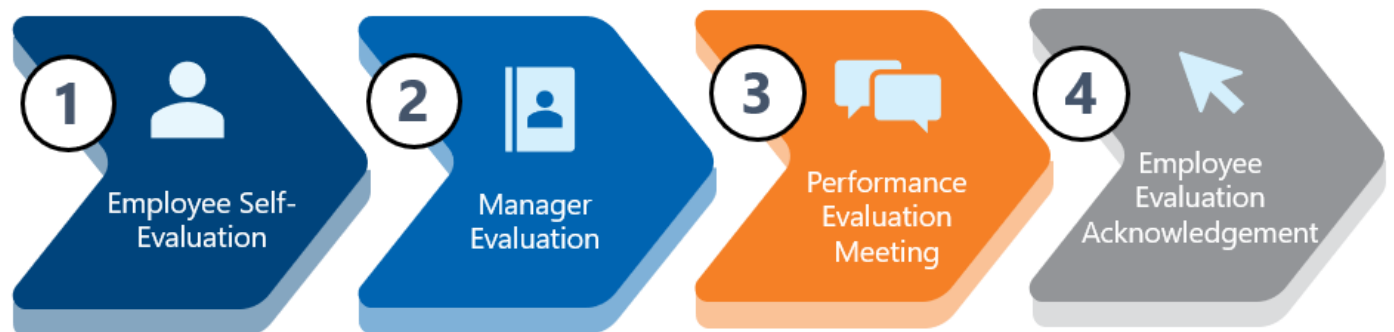 1
Employee Self-
Evaluation
2
Manager
Evaluation
3
Performance
Evaluation
Meeting
4
Employee
Evaluation
Acknowledgement